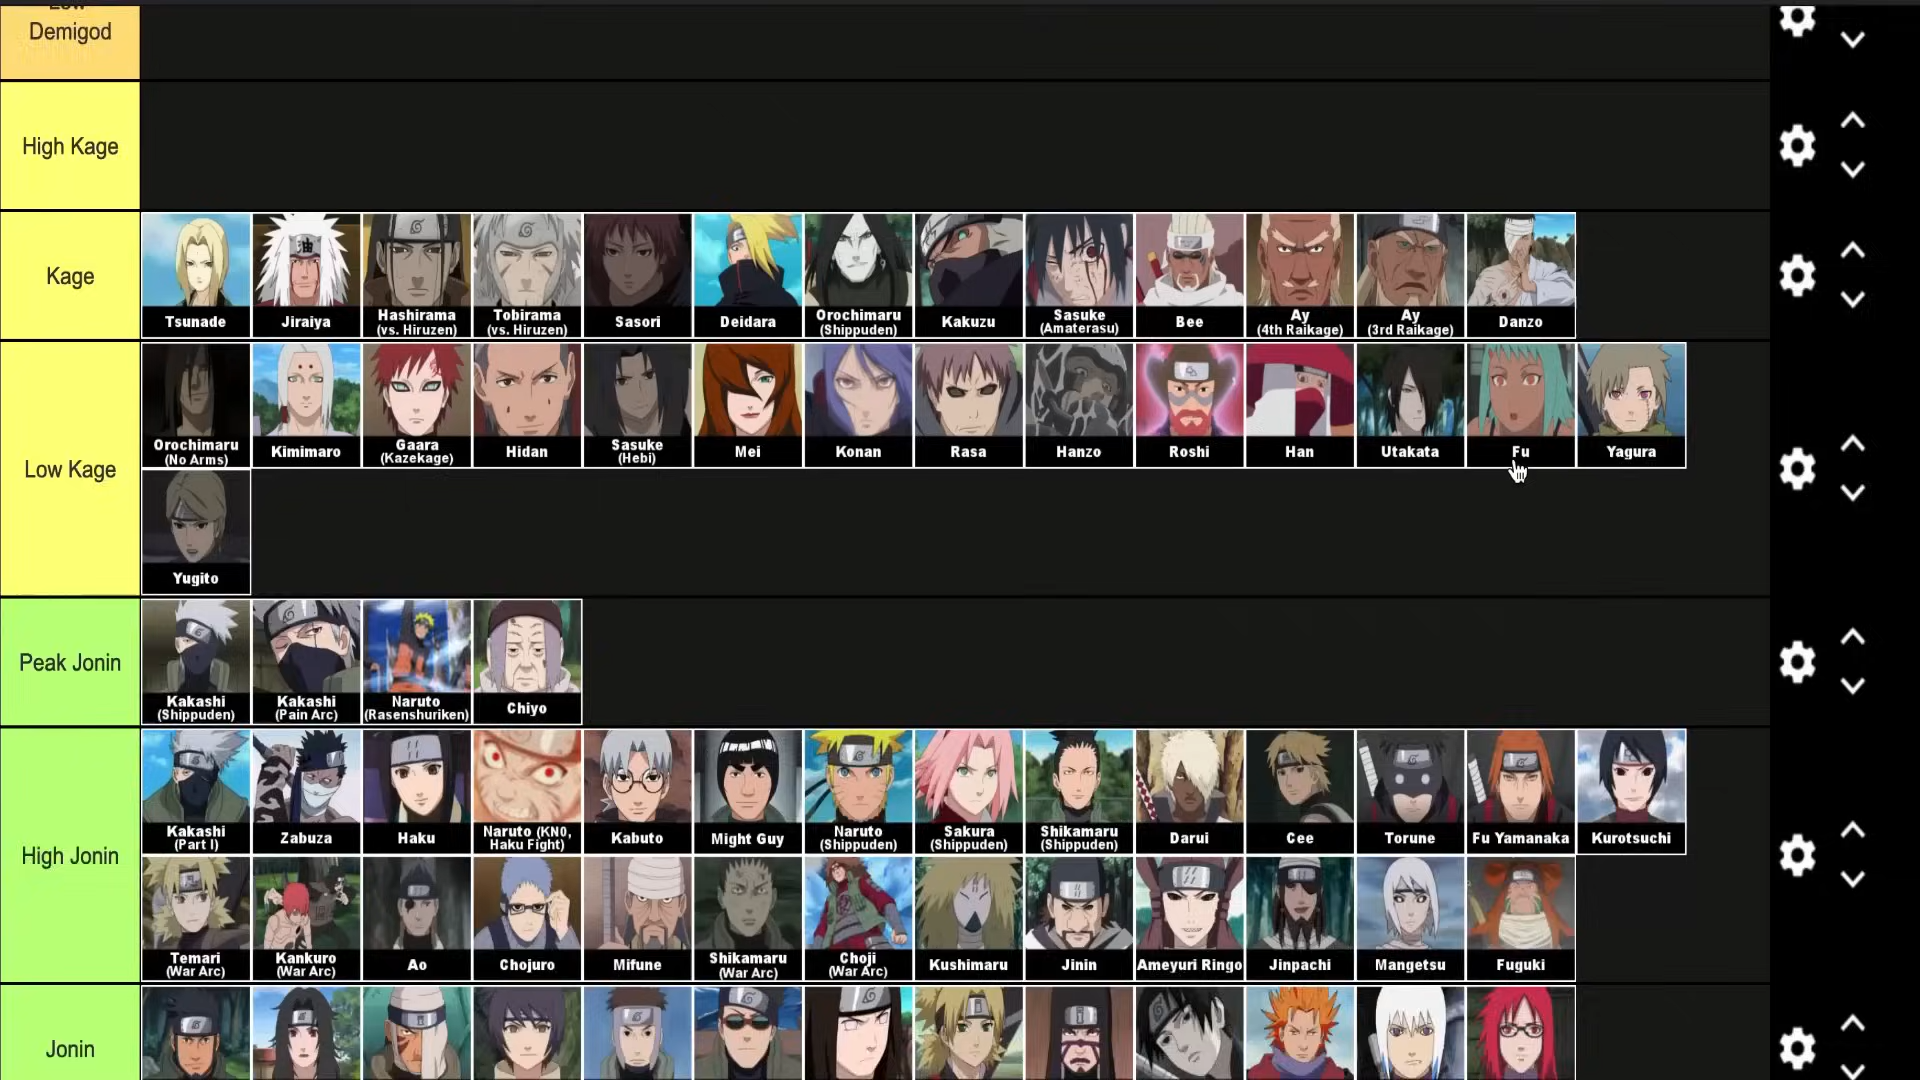 Demigod
High Kage
Kage
Tsunade
Jiraiya
Hashirama
(vs. Hiruzen)
Tobirama
(vs. Hiruzen)
Sasori
Deidara
Orochimaru
(Shippuden)
Kakuzu
Sasuke
(Amaterasu)
Bee
Ay
(4th Raikage)
Ay
(3rd Raikage)
Danzo
Low Kage
Orochimaru
(No Arms)
Kimimaro
Gaara
(Kazekage)
Hidan
Sasuke
(Hebi)
Mei
Konan
Rasa
Hanzo
Roshi
Han
Utakata
Fu
Yagura
Yugito
Peak Jonin
Kakashi
(Shippuden)
Kakashi
(Pain Arc)
Naruto
(Rasenshuriken)
Chiyo
High Jonin
Kakashi
(Part I)
Zabuza
Haku
Naruto (KN0,
Haku Fight)
Kabuto
Might Guy
Naruto
(Shippuden)
Sakura
(Shippuden)
Shikamaru
(Shippuden)
Darui
Cee
Torune
Fu Yamanaka
Kurotsuchi
Temari
(War Arc)
Kankuro
(War Arc)
Ao
Chojuro
Mifune
Shikamaru
(War Arc)
Choji
(War Arc)
Kushimaru
Jinin
Ameyuri Ringo
Jinpachi
Mangetsu
Fuguki
Jonin